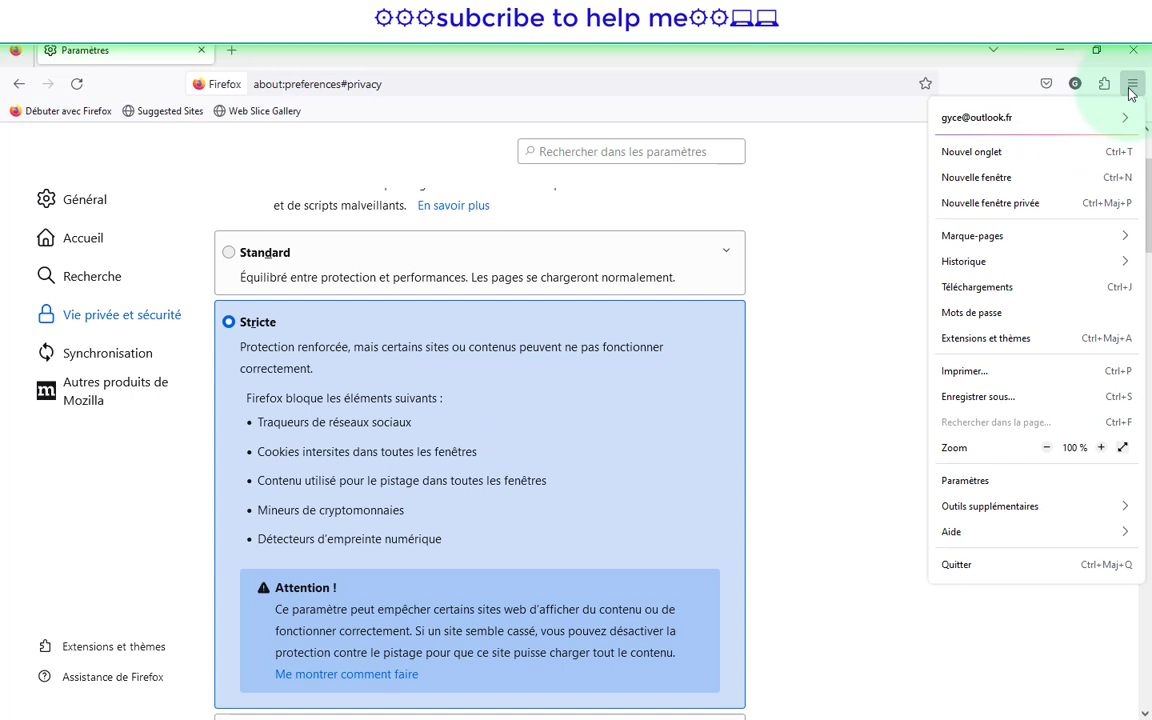 ⚙⚙⚙subcribe to help me⚙⚙💻💻
Paramètres
Firefox
about:preferences#privacy
G
Débuter avec Firefox
Suggested Sites
Web Slice Gallery
Rechercher dans les paramètres
et de scripts malveillants. En savoir plus
Général
Accueil
Recherche
Vie privée et sécurité
Synchronisation
Autres produits de
Mozilla
Extensions et thèmes
Assistance de Firefox
Standard
Équilibré entre protection et performances. Les pages se chargeront normalement.
Stricte
Protection renforcée, mais certains sites ou contenus peuvent ne pas fonctionner
correctement.
Firefox bloque les éléments suivants :
• Traqueurs de réseaux sociaux
• Cookies intersites dans toutes les fenêtres
• Contenu utilisé pour le pistage dans toutes les fenêtres
• Mineurs de cryptomonnaies
• Détecteurs d'empreinte numérique
Attention !
Ce paramètre peut empêcher certains sites web d'afficher du contenu ou de
fonctionner correctement. Si un site semble cassé, vous pouvez désactiver la
protection contre le pistage pour que ce site puisse charger tout le contenu.
Me montrer comment faire
gyce@outlook.fr
Nouvel onglet Ctrl+T
Nouvelle fenêtre Ctrl+N
Nouvelle fenêtre privée Ctrl+Maj+P
Marque-pages
Historique
Téléchargements Ctrl+J
Mots de passe
Extensions et thèmes Ctrl+Maj+A
Imprimer... Ctrl+P
Enregistrer sous... Ctrl+S
Rechercher dans la page... Ctrl+F
Zoom − 100 % +
Paramètres
Outils supplémentaires
Aide
Quitter Ctrl+Maj+Q